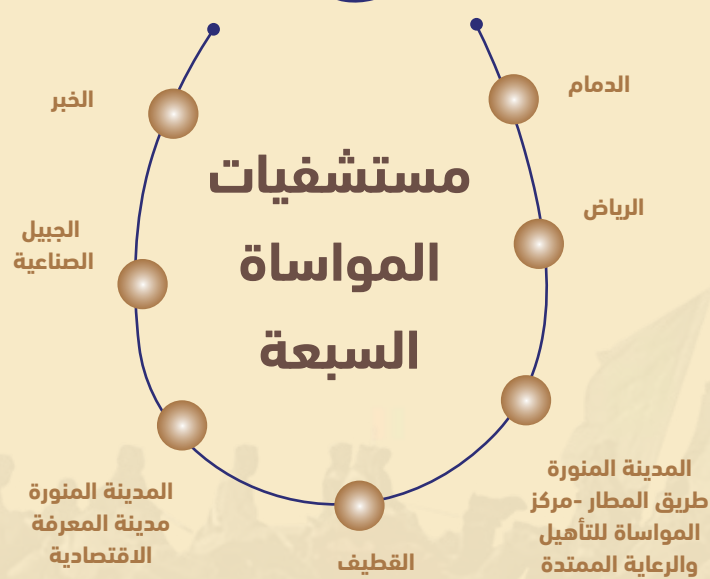 مستشفيات
المواساة
السبعة
الدمام
الرياض
المدينة المنورة
طريق المطار -مركز
المواساة للتأهيل
والرعاية الممتدة
القطيف
المدينة المنورة
مدينة المعرفة
الاقتصادية
الجبيل
الصناعية
الخبر